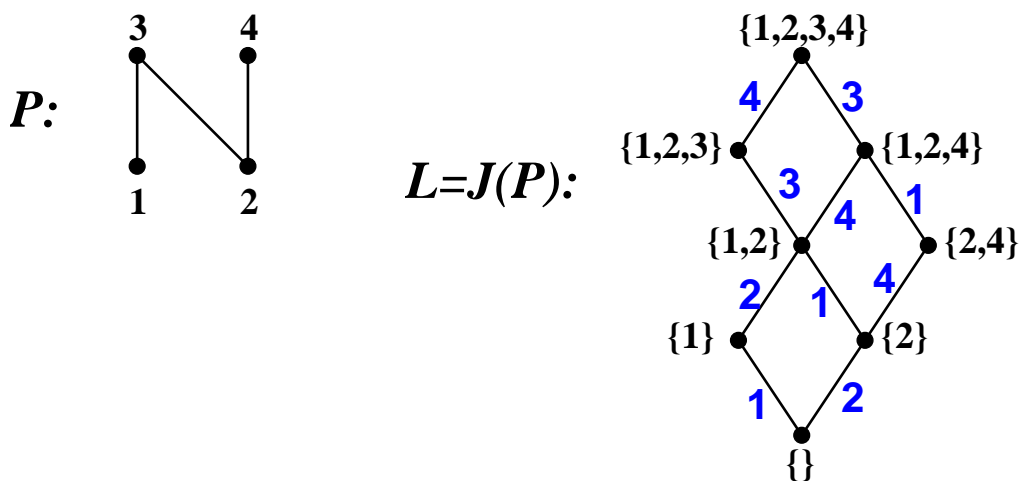 3 4
P:
1 2
L=J(P):
{1,2,3,4}
4 3
{1,2,3} {1,2,4}
3 4 1
{1,2} {2,4}
2 1 4
{1} {2}
1 2
{}